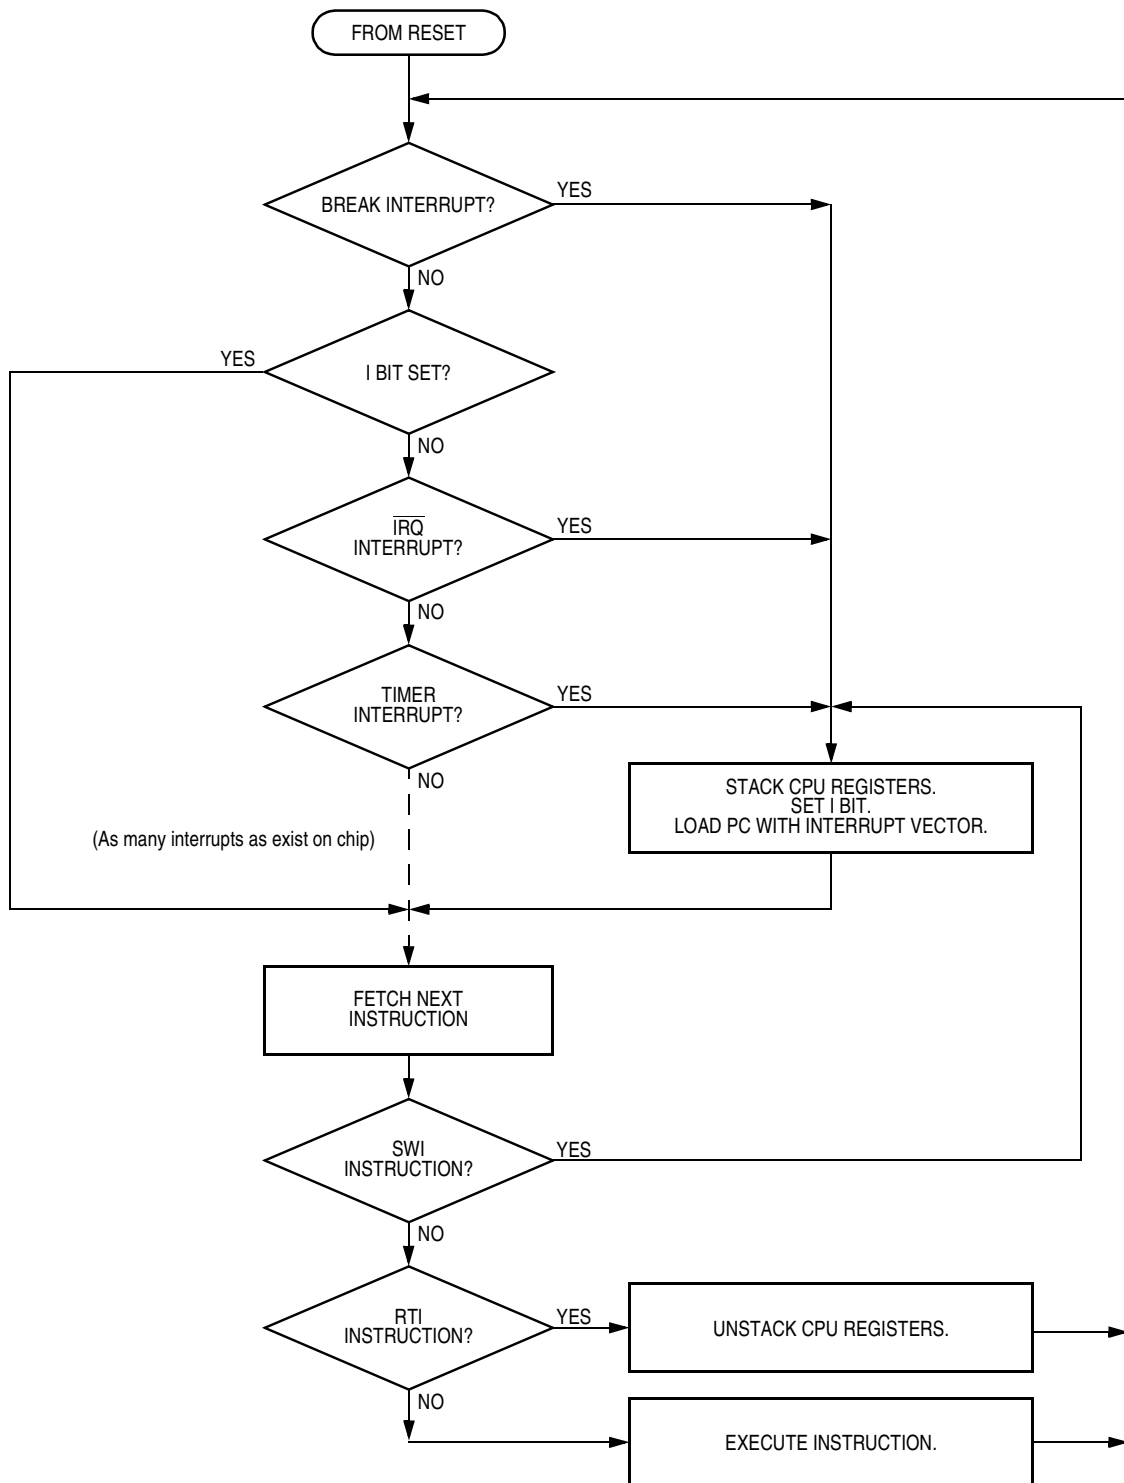 FROM RESET
BREAK INTERRUPT?
YES
NO
YES
I BIT SET?
NO
IRQ
INTERRUPT?
YES
NO
TIMER
INTERRUPT?
YES
NO
STACK CPU REGISTERS.
SET I BIT.
LOAD PC WITH INTERRUPT VECTOR.
(As many interrupts as exist on chip)
FETCH NEXT
INSTRUCTION
SWI
INSTRUCTION?
YES
NO
RTI
INSTRUCTION?
YES
UNSTACK CPU REGISTERS.
NO
EXECUTE INSTRUCTION.